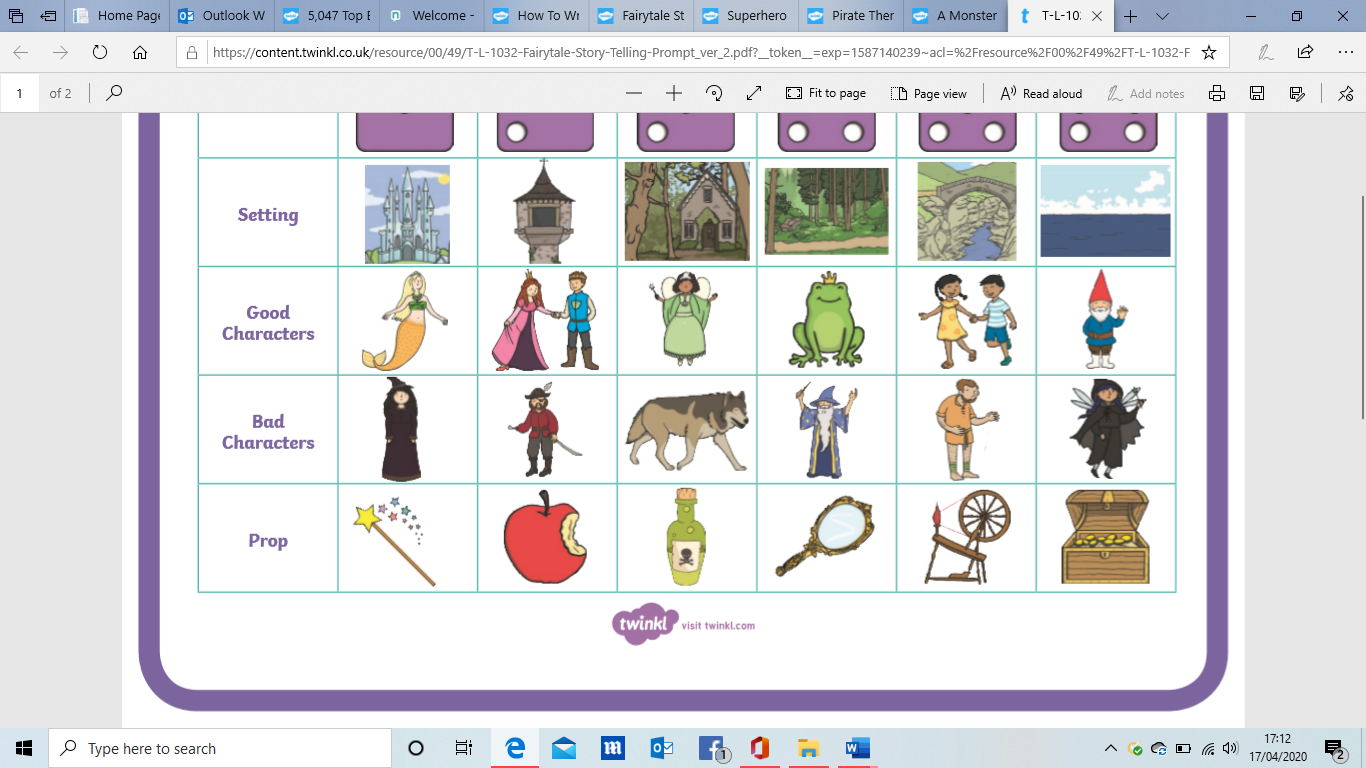 Home Page
Outlook W
5,047 Top E
Welcome -
How To Wr
Fairytale St
Superhero
Pirate Ther
A Monster
T-L-103
https://content.twinkl.co.uk/resource/00/49/T-L-1032-Fairytale-Story-Telling-Prompt_ver_2.pdf?__token__=exp=1587140239~acl=%2Fresource%2F00%2F49%2FT-L-1032-F
1 of 2
Fit to page
Page view
Read aloud
Add notes
Setting
Good
Characters
Bad
Characters
Prop
twinkl visit twinkl.com
Type here to search
1
17:12
17/04/2020
2